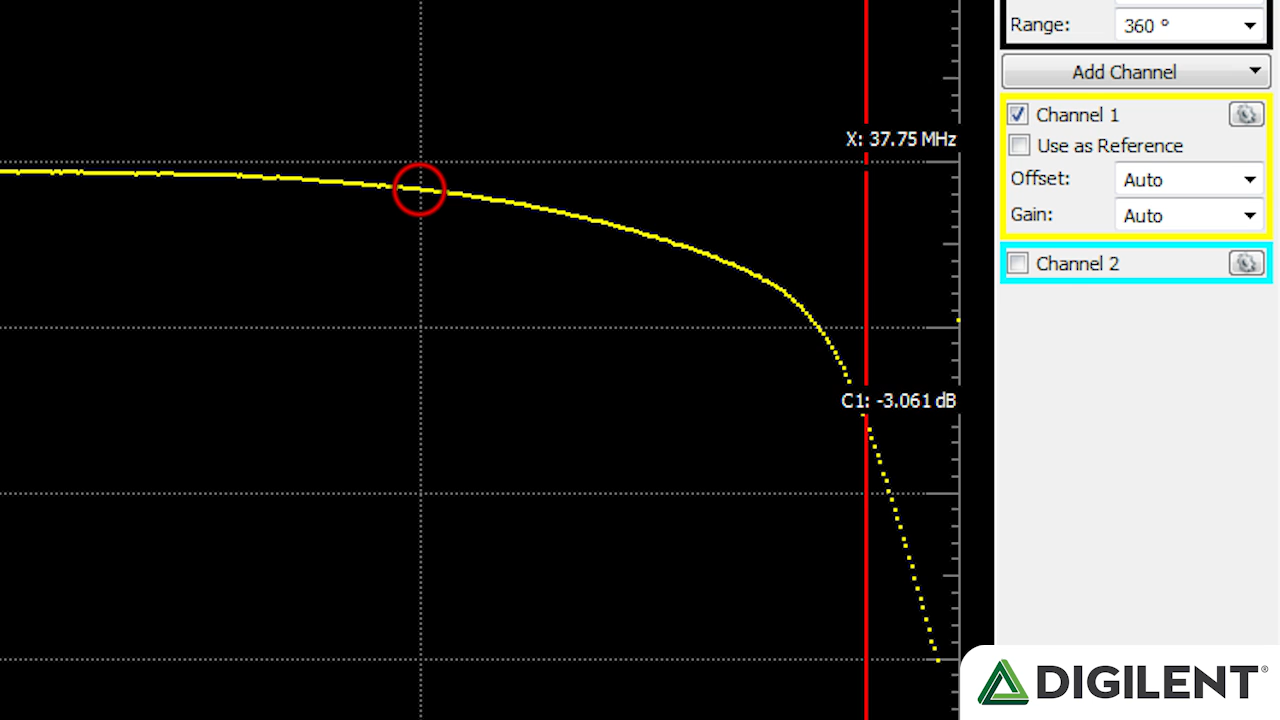 Range:
360 °
Add Channel
X: 37.75 MHz
Channel 1
Use as Reference
Offset:
Auto
Gain:
Auto
Channel 2
C1: -3.061 dB
DIGILENT®